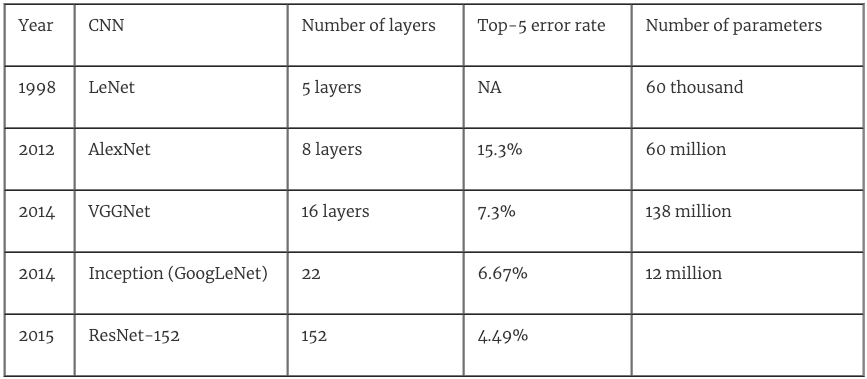 Year CNN Number of layers Top-5 error rate Number of parameters
1998 LeNet 5 layers NA 60 thousand
2012 AlexNet 8 layers 15.3% 60 million
2014 VGGNet 16 layers 7.3% 138 million
2014 Inception (GoogLeNet) 22 6.67% 12 million
2015 ResNet-152 152 4.49%